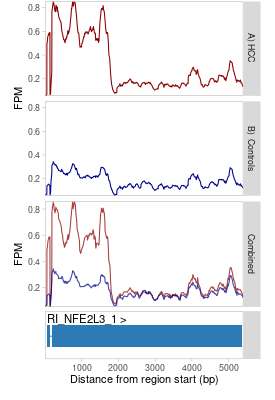 0.8
0.6
0.4
0.2
FPM
A) HCC
0.8
0.6
0.4
0.2
B) Controls
0.8
0.6
0.4
0.2
FPM
Combined
RI_NFE2L3_1 >
1000 2000 3000 4000 5000
Distance from region start (bp)